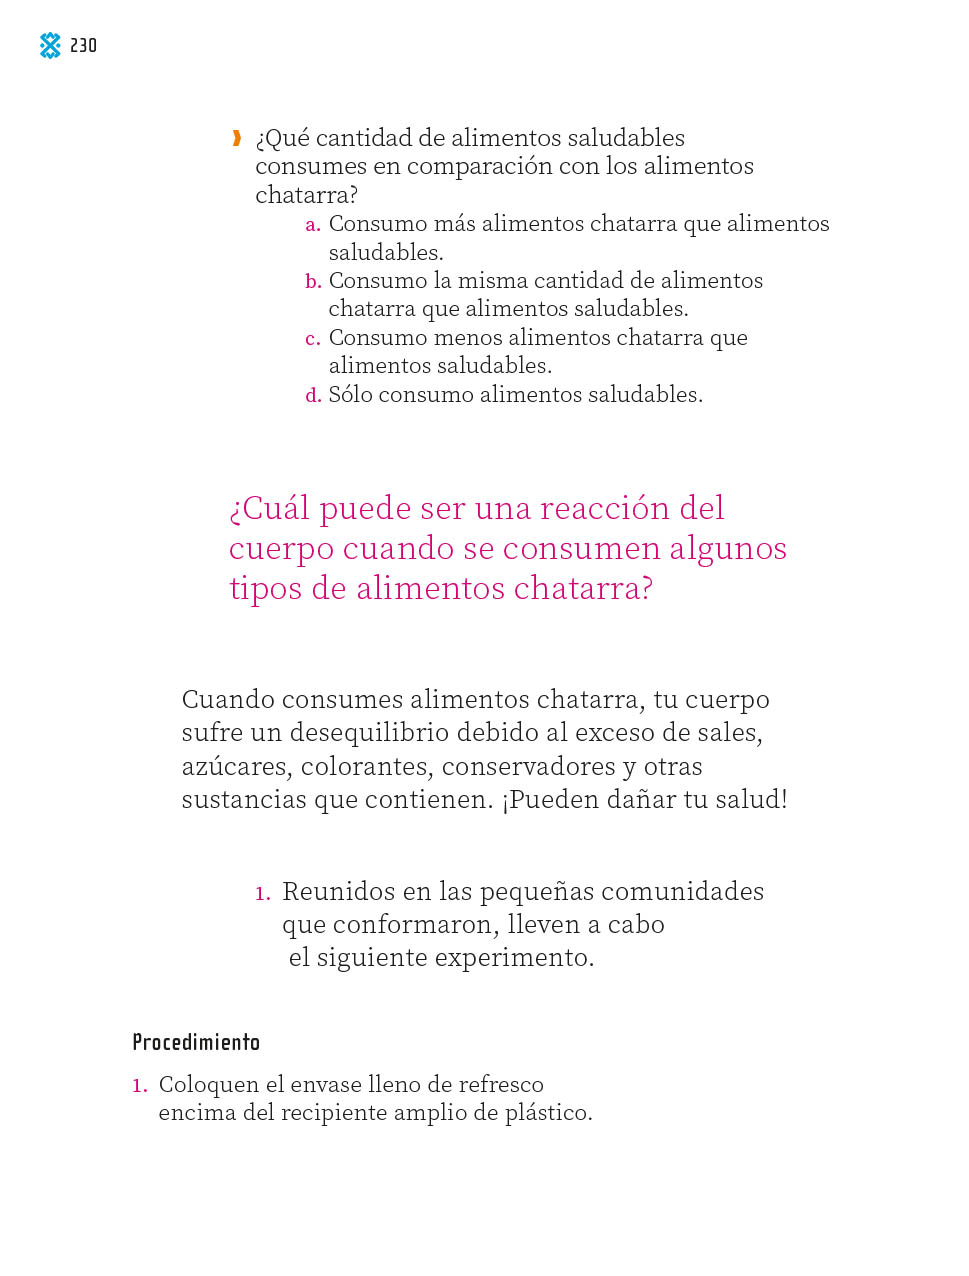 230
¿Qué cantidad de alimentos saludables
consumes en comparación con los alimentos
chatarra?
a. Consumo más alimentos chatarra que alimentos
saludables.
b. Consumo la misma cantidad de alimentos
chatarra que alimentos saludables.
c. Consumo menos alimentos chatarra que
alimentos saludables.
d. Sólo consumo alimentos saludables.
¿Cuál puede ser una reacción del
cuerpo cuando se consumen algunos
tipos de alimentos chatarra?
Cuando consumes alimentos chatarra, tu cuerpo
sufre un desequilibrio debido al exceso de sales,
azúcares, colorantes, conservadores y otras
sustancias que contienen. ¡Pueden dañar tu salud!
1. Reunidos en las pequeñas comunidades
que conformaron, lleven a cabo
el siguiente experimento.
Procedimiento
1. Coloquen el envase lleno de refresco
encima del recipiente amplio de plástico.